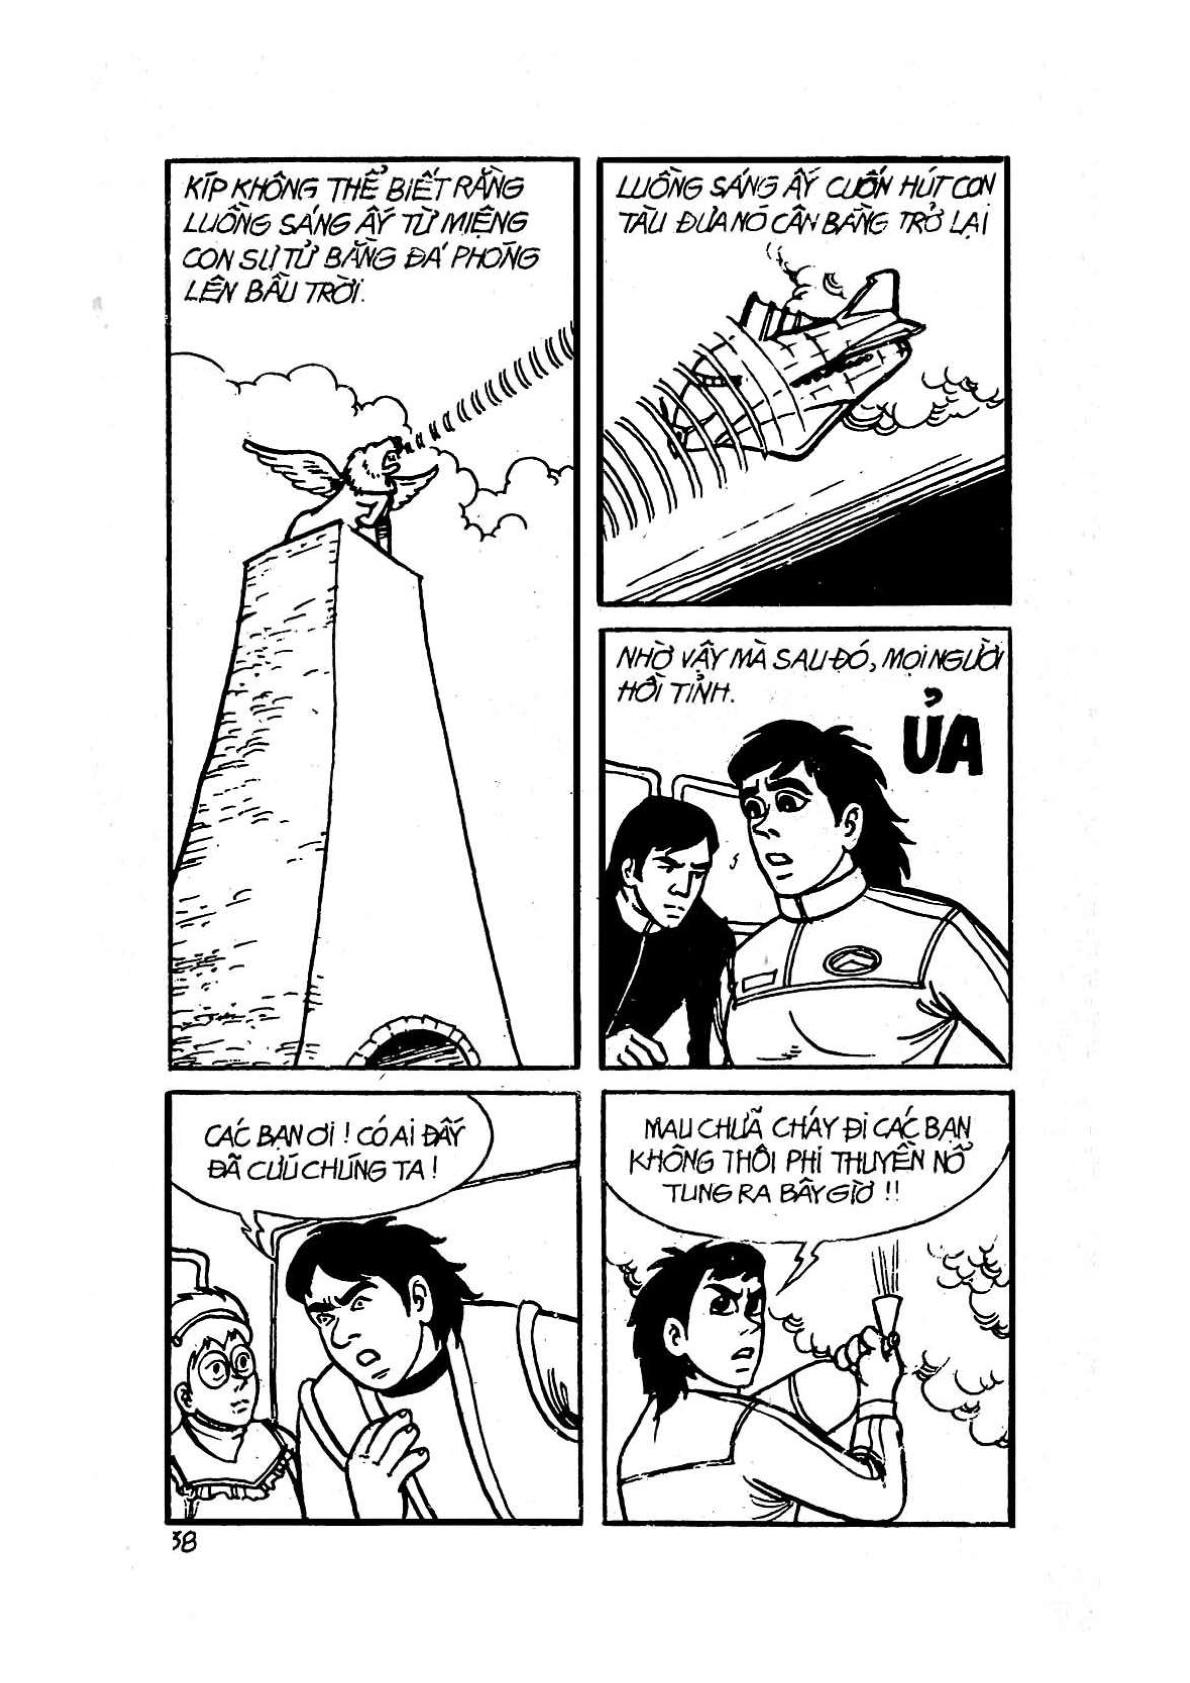 KÍP KHÔNG THỂ BIẾT RẰNG
LUỒNG SÁNG ẤY TỪ MIỆNG
CON SƯ TỬ BẰNG ĐÁ PHÓNG
LÊN BẦU TRỜI.
LUỒNG SÁNG ẤY CUỐN HÚT CON
TÀU ĐƯA NÓ CÂN BẰNG TRỞ LẠI
NHỜ VẬY MÀ SAU ĐÓ, MỌI NGƯỜI
HỒI TỈNH.
ỦA
CÁC BẠN ƠI! CÓ AI ĐẤY
ĐÃ CỨU CHÚNG TA!
MAU CHỮA CHÁY ĐI CÁC BẠN
KHÔNG THÔI PHI THUYỀN NỔ
TUNG RA BÂY GIỜ!!
38